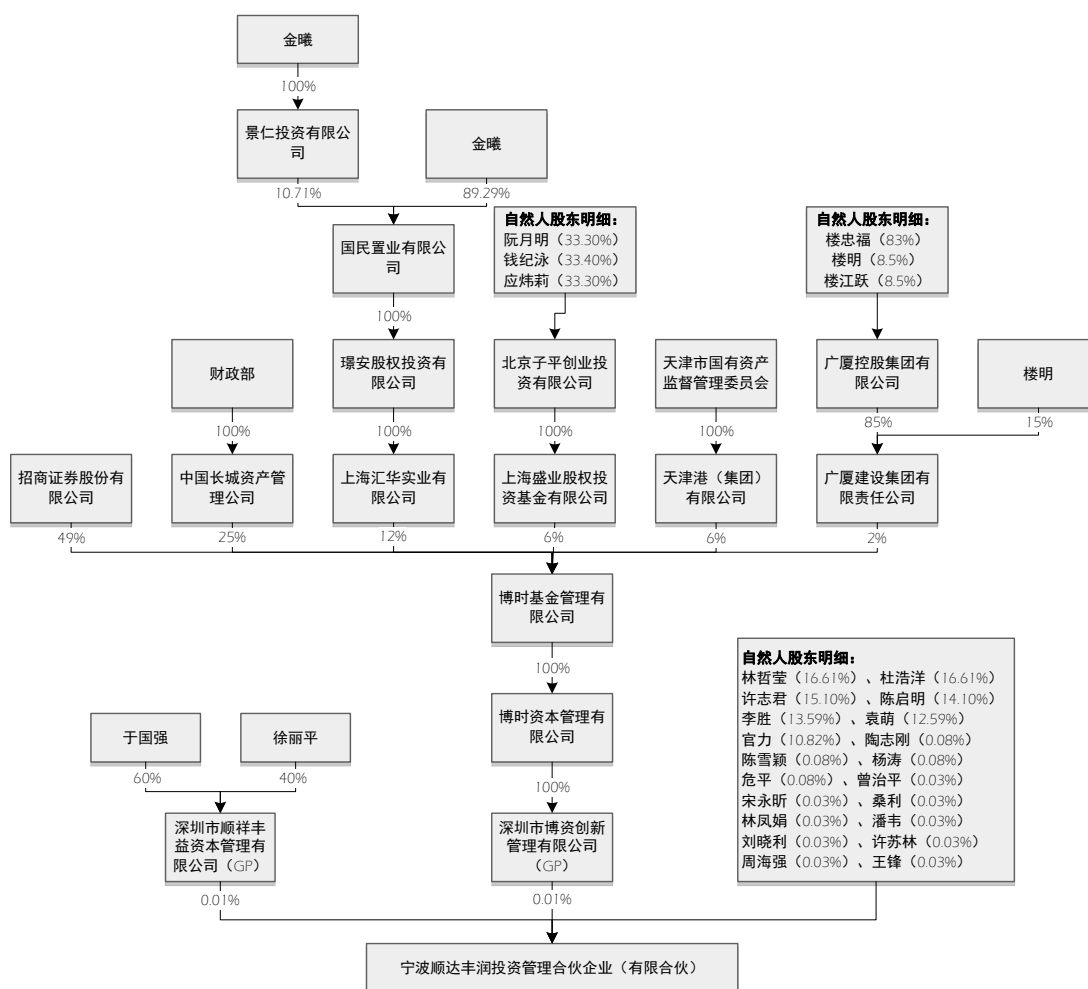 金曦
100%
景仁投资有限公
司
金曦
10.71%
89.29%
国民置业有限公
司
自然人股东明细：
阮月明（33.30%）
钱纪泳（33.40%）
应炜莉（33.30%）
自然人股东明细：
楼忠福（83%）
楼明（8.5%）
楼江跃（8.5%）
100%
财政部
璟安股权投资有
限公司
北京子平创业投
资有限公司
天津市国有资产
监督管理委员会
广厦控股集团有
限公司
楼明
100%
100%
100%
100%
85%
15%
招商证券股份有
限公司
中国长城资产管
理公司
上海汇华实业有
限公司
上海盛业股权投
资基金有限公司
天津港（集团）
有限公司
广厦建设集团有
限责任公司
49%
25%
12%
6%
6%
2%
博时基金管理有
限公司
100%
博时资本管理有
限公司
100%
自然人股东明细：
林哲莹（16.61%）、杜浩洋（16.61%）
许志君（15.10%）、陈启明（14.10%）
李胜（13.59%）、袁萌（12.59%）
官力（10.82%）、陶志刚（0.08%）
陈雪颖（0.08%）、杨涛（0.08%）
危平（0.08%）、曾治平（0.03%）
宋永昕（0.03%）、桑利（0.03%）
林凤娟（0.03%）、潘韦（0.03%）
刘晓利（0.03%）、许苏林（0.03%）
周海强（0.03%）、王锋（0.03%）
于国强
徐丽平
60%
40%
深圳市顺祥丰
益资本管理有
限公司（GP）
深圳市博资创新
管理有限公司
（GP）
0.01%
0.01%
宁波顺达丰润投资管理合伙企业（有限合伙）